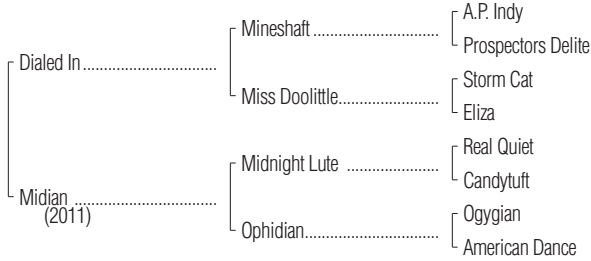 A.P. Indy
Mineshaft
Prospectors Delite
Dialed In
Storm Cat
Miss Doolittle
Eliza
Real Quiet
Midnight Lute
Candytuft
Midian
(2011)
Ogygian
Ophidian
American Dance